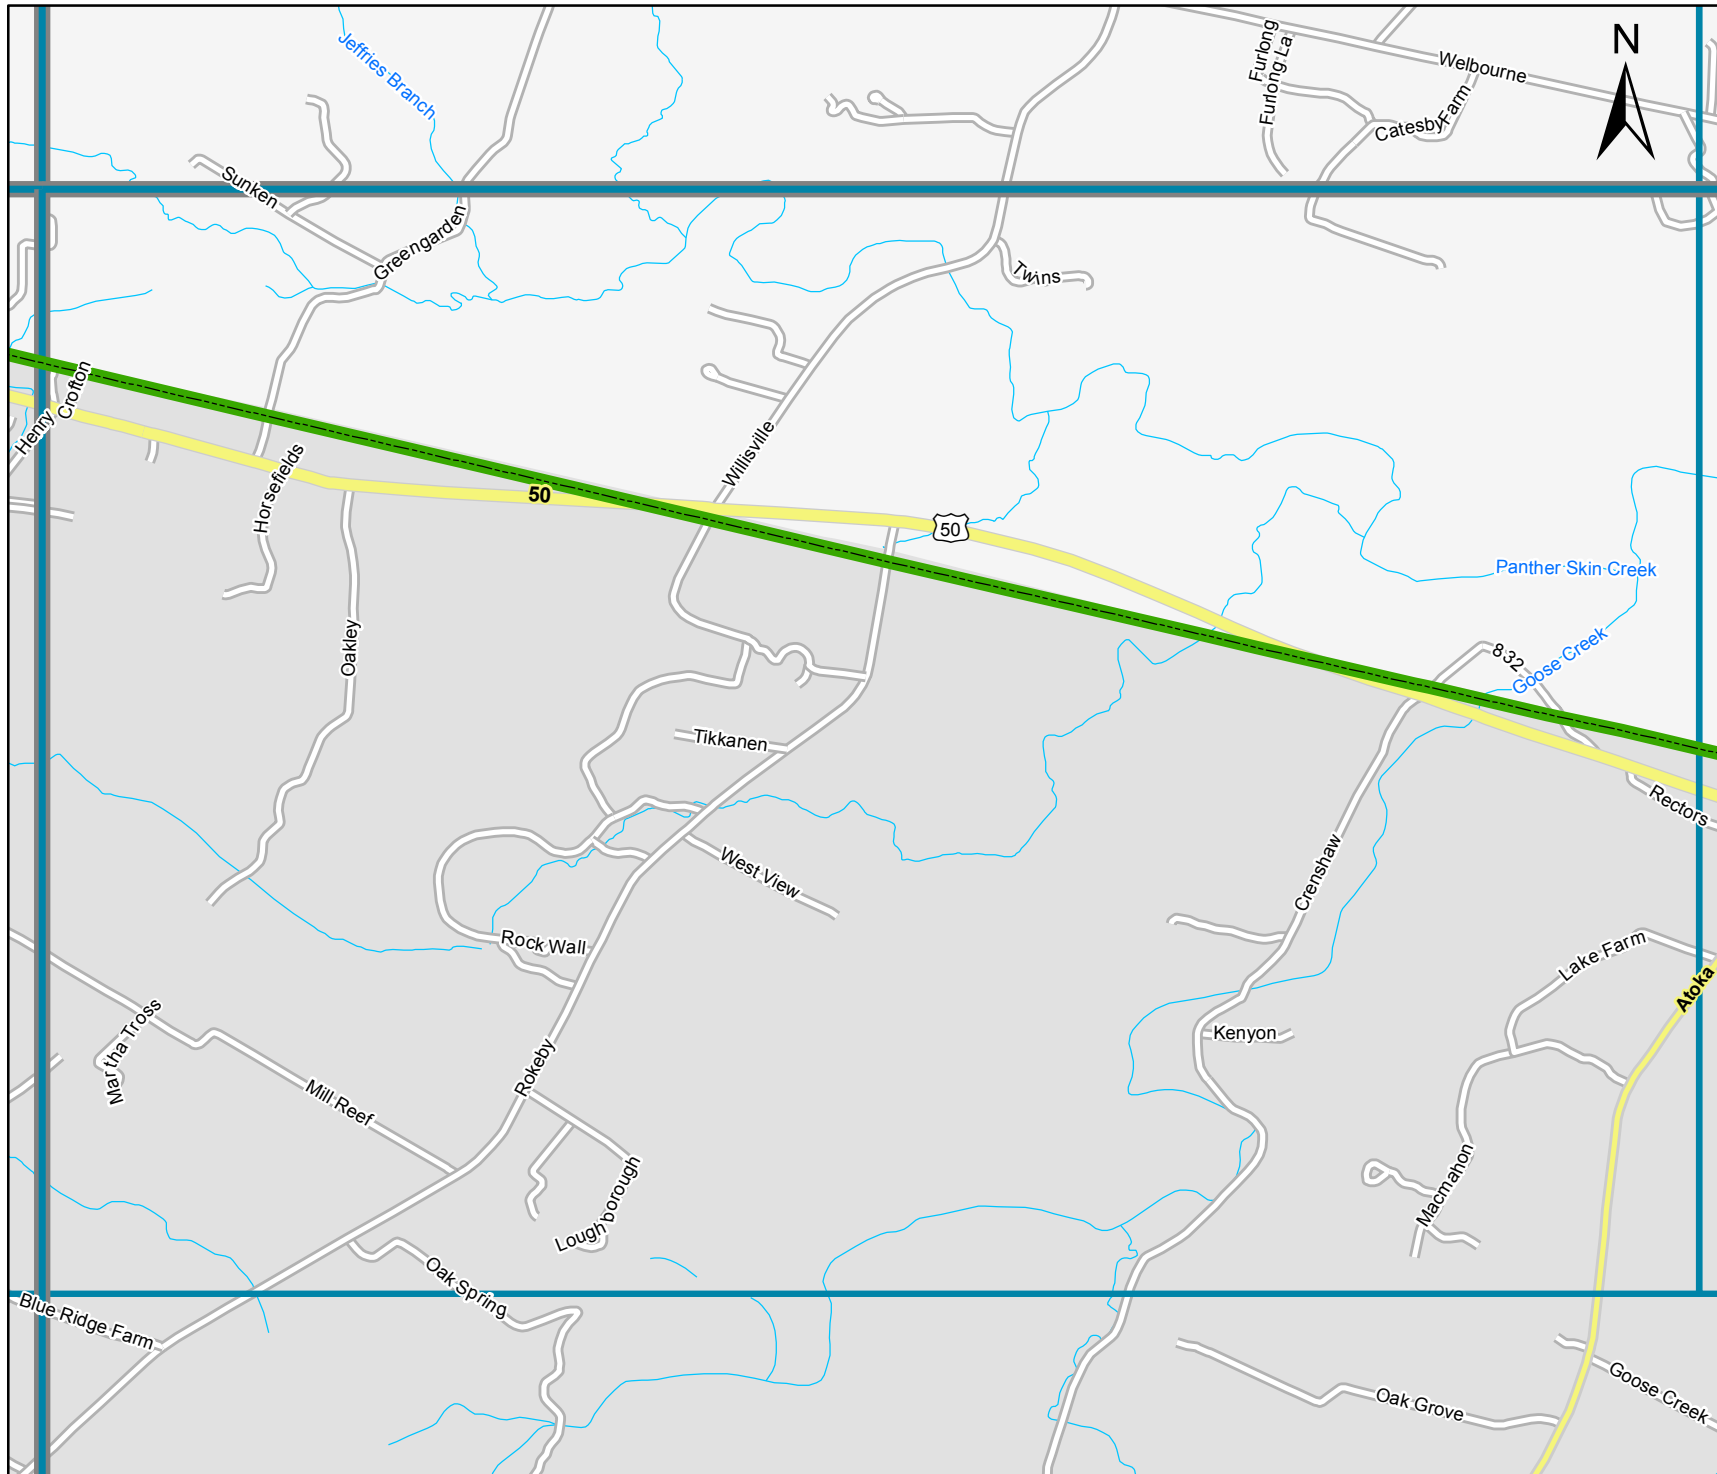 Jeffries Branch
Furlong
Furlong La
N
Welbourne
Catesby
Farm
Sunken
Greengarden
Twins
Henry
Crofton
Willisville
Horsefields
50
50
Panther Skin Creek
Oakley
832
Goose Creek
Tikkanen
Rectors
West View
Crenshaw
Rock Wall
Lake Farm
Atoka
Martha Tross
Kenyon
Rokeby
Mill Reef
Macmahon
Loughborough
Oak Spring
Blue Ridge Farm
Oak Grove
Goose Creek